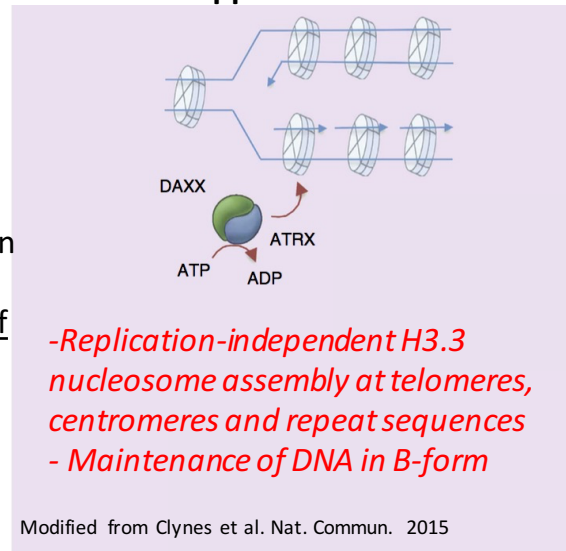 DAXX
ATRX
ATP
ADP
n
f
-Replication-independent H3.3
nucleosome assembly at telomeres,
centromeres and repeat sequences
- Maintenance of DNA in B-form
Modified from Clynes et al. Nat. Commun. 2015